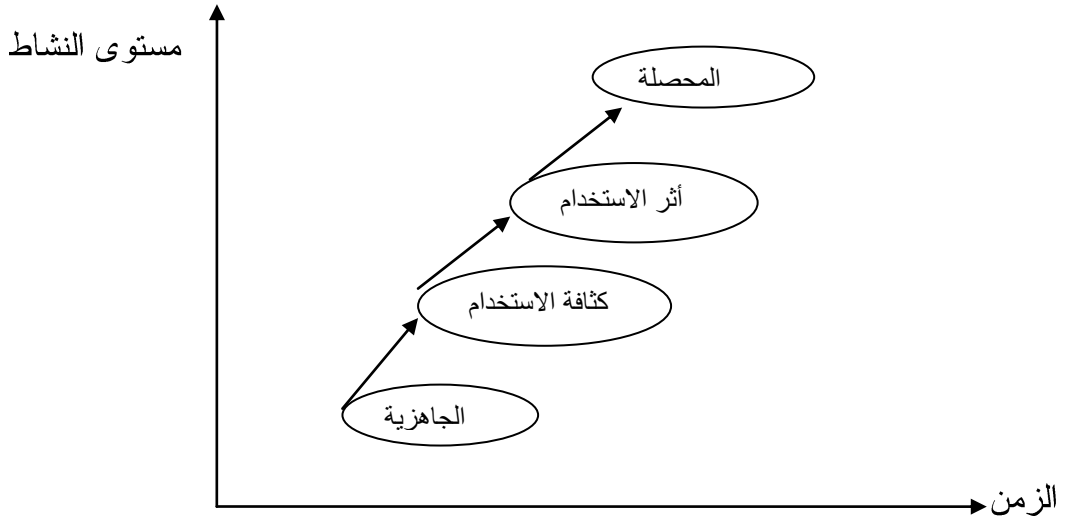 مستوى النشاط
المحصلة
أثر الاستخدام
كثافة الاستخدام
الجاهزية
الزمن